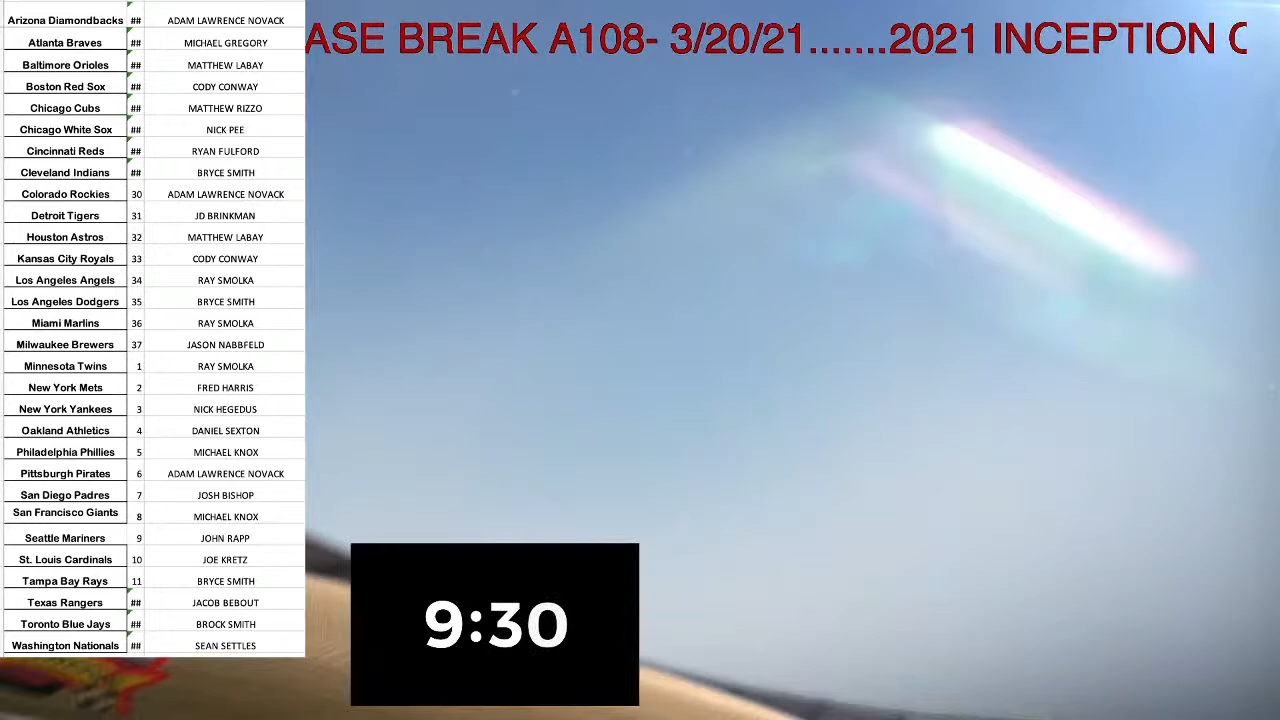 ASE BREAK A108- 3/20/21.......2021 INCEPTION C
Arizona Diamondbacks ## ADAM LAWRENCE NOVACK
Atlanta Braves ## MICHAEL GREGORY
Baltimore Orioles ## MATTHEW LABAY
Boston Red Sox ## CODY CONWAY
Chicago Cubs ## MATTHEW RIZZO
Chicago White Sox ## NICK PEE
Cincinnati Reds ## RYAN FULFORD
Cleveland Indians ## BRYCE SMITH
Colorado Rockies 30 ADAM LAWRENCE NOVACK
Detroit Tigers 31 JD BRINKMAN
Houston Astros 32 MATTHEW LABAY
Kansas City Royals 33 CODY CONWAY
Los Angeles Angels 34 RAY SMOLKA
Los Angeles Dodgers 35 BRYCE SMITH
Miami Marlins 36 RAY SMOLKA
Milwaukee Brewers 37 JASON NABBFELD
Minnesota Twins 1 RAY SMOLKA
New York Mets 2 FRED HARRIS
New York Yankees 3 NICK HEGEDUS
Oakland Athletics 4 DANIEL SEXTON
Philadelphia Phillies 5 MICHAEL KNOX
Pittsburgh Pirates 6 ADAM LAWRENCE NOVACK
San Diego Padres 7 JOSH BISHOP
San Francisco Giants 8 MICHAEL KNOX
Seattle Mariners 9 JOHN RAPP
St. Louis Cardinals 10 JOE KRETZ
Tampa Bay Rays 11 BRYCE SMITH
Texas Rangers ## JACOB BEBOUT
Toronto Blue Jays ## BROCK SMITH
Washington Nationals ## SEAN SETTLES
9:30